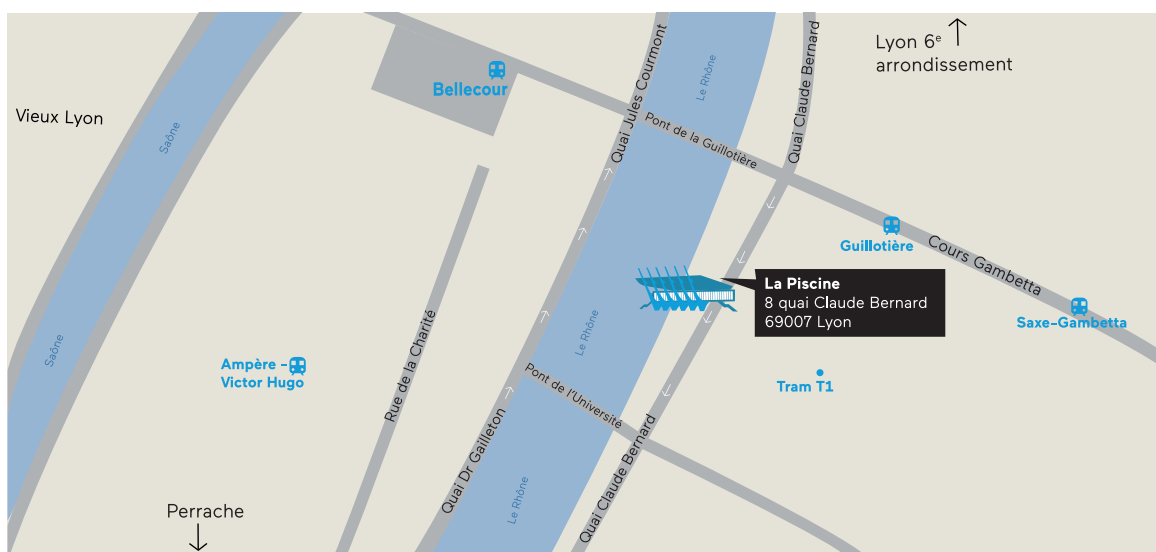 Lyon 6e
arrondissement
Vieux Lyon
Saône
Bellecour
Quai Jules Courmont
Le Rhône
Quai Claude Bernard
Pont de la Guillotière
Guillotière
Cours Gambetta
Saxe-Gambetta
La Piscine
8 quai Claude Bernard
69007 Lyon
Saône
Ampère -
Victor Hugo
Rue de la Charité
Le Rhône
Tram T1
Pont de l'Université
Quai Dr Gailleton
Quai Claude Bernard
Le Rhône
Perrache